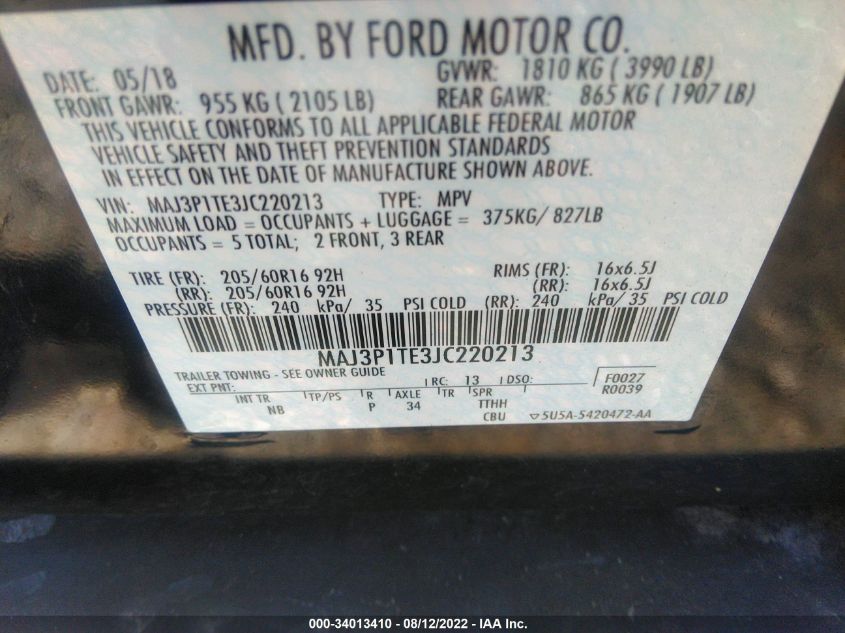 MFD. BY FORD MOTOR CO.
DATE: 05/18 GVWR: 1810 KG ( 3990 LB)
FRONT GAWR: 955 KG ( 2105 LB) REAR GAWR: 865 KG ( 1907 LB)
THIS VEHICLE CONFORMS TO ALL APPLICABLE FEDERAL MOTOR
VEHICLE SAFETY AND THEFT PREVENTION STANDARDS
IN EFFECT ON THE DATE OF MANUFACTURE SHOWN ABOVE.
VIN: MAJ3P1TE3JC220213 TYPE: MPV
MAXIMUM LOAD = OCCUPANTS + LUGGAGE = 375KG/ 827LB
OCCUPANTS = 5 TOTAL; 2 FRONT, 3 REAR
TIRE (FR): 205/60R16 92H RIMS (FR): 16x6.5J
(RR): 205/60R16 92H (RR): 16x6.5J
PRESSURE (FR): 240 kPa/ 35 PSI COLD (RR): 240 kPa/ 35 PSI COLD
MAJ3P1TE3JC220213
TRAILER TOWING - SEE OWNER GUIDE
EXT PNT: RC: 13 DSO: F0027
R0039
INT TR TP/PS R AXLE TR SPR
NB P 34 TTHH
CBU ▽5U5A-5420472-AA
000-34013410 - 08/12/2022 - IAA Inc.